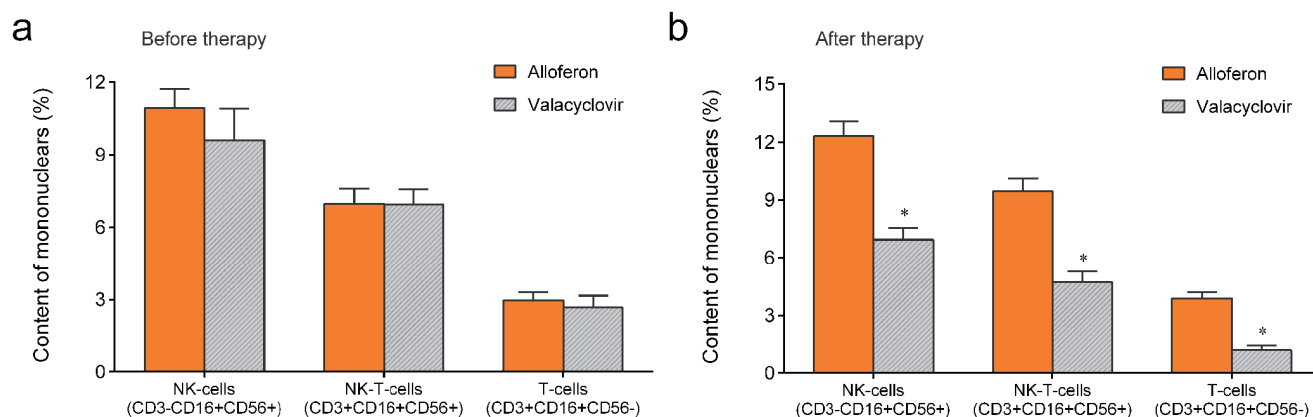 a
Before therapy
Content of mononuclears (%)
12
9
6
3
0
Alloferon
Valacyclovir
NK-cells
(CD3-CD16+CD56+)
NK-T-cells
(CD3+CD16+CD56+)
T-cells
(CD3+CD16+CD56-)
b
After therapy
Content of mononuclears (%)
15
12
9
6
3
0
Alloferon
Valacyclovir
*
*
*
NK-cells
(CD3-CD16+CD56+)
NK-T-cells
(CD3+CD16+CD56+)
T-cells
(CD3+CD16+CD56-)